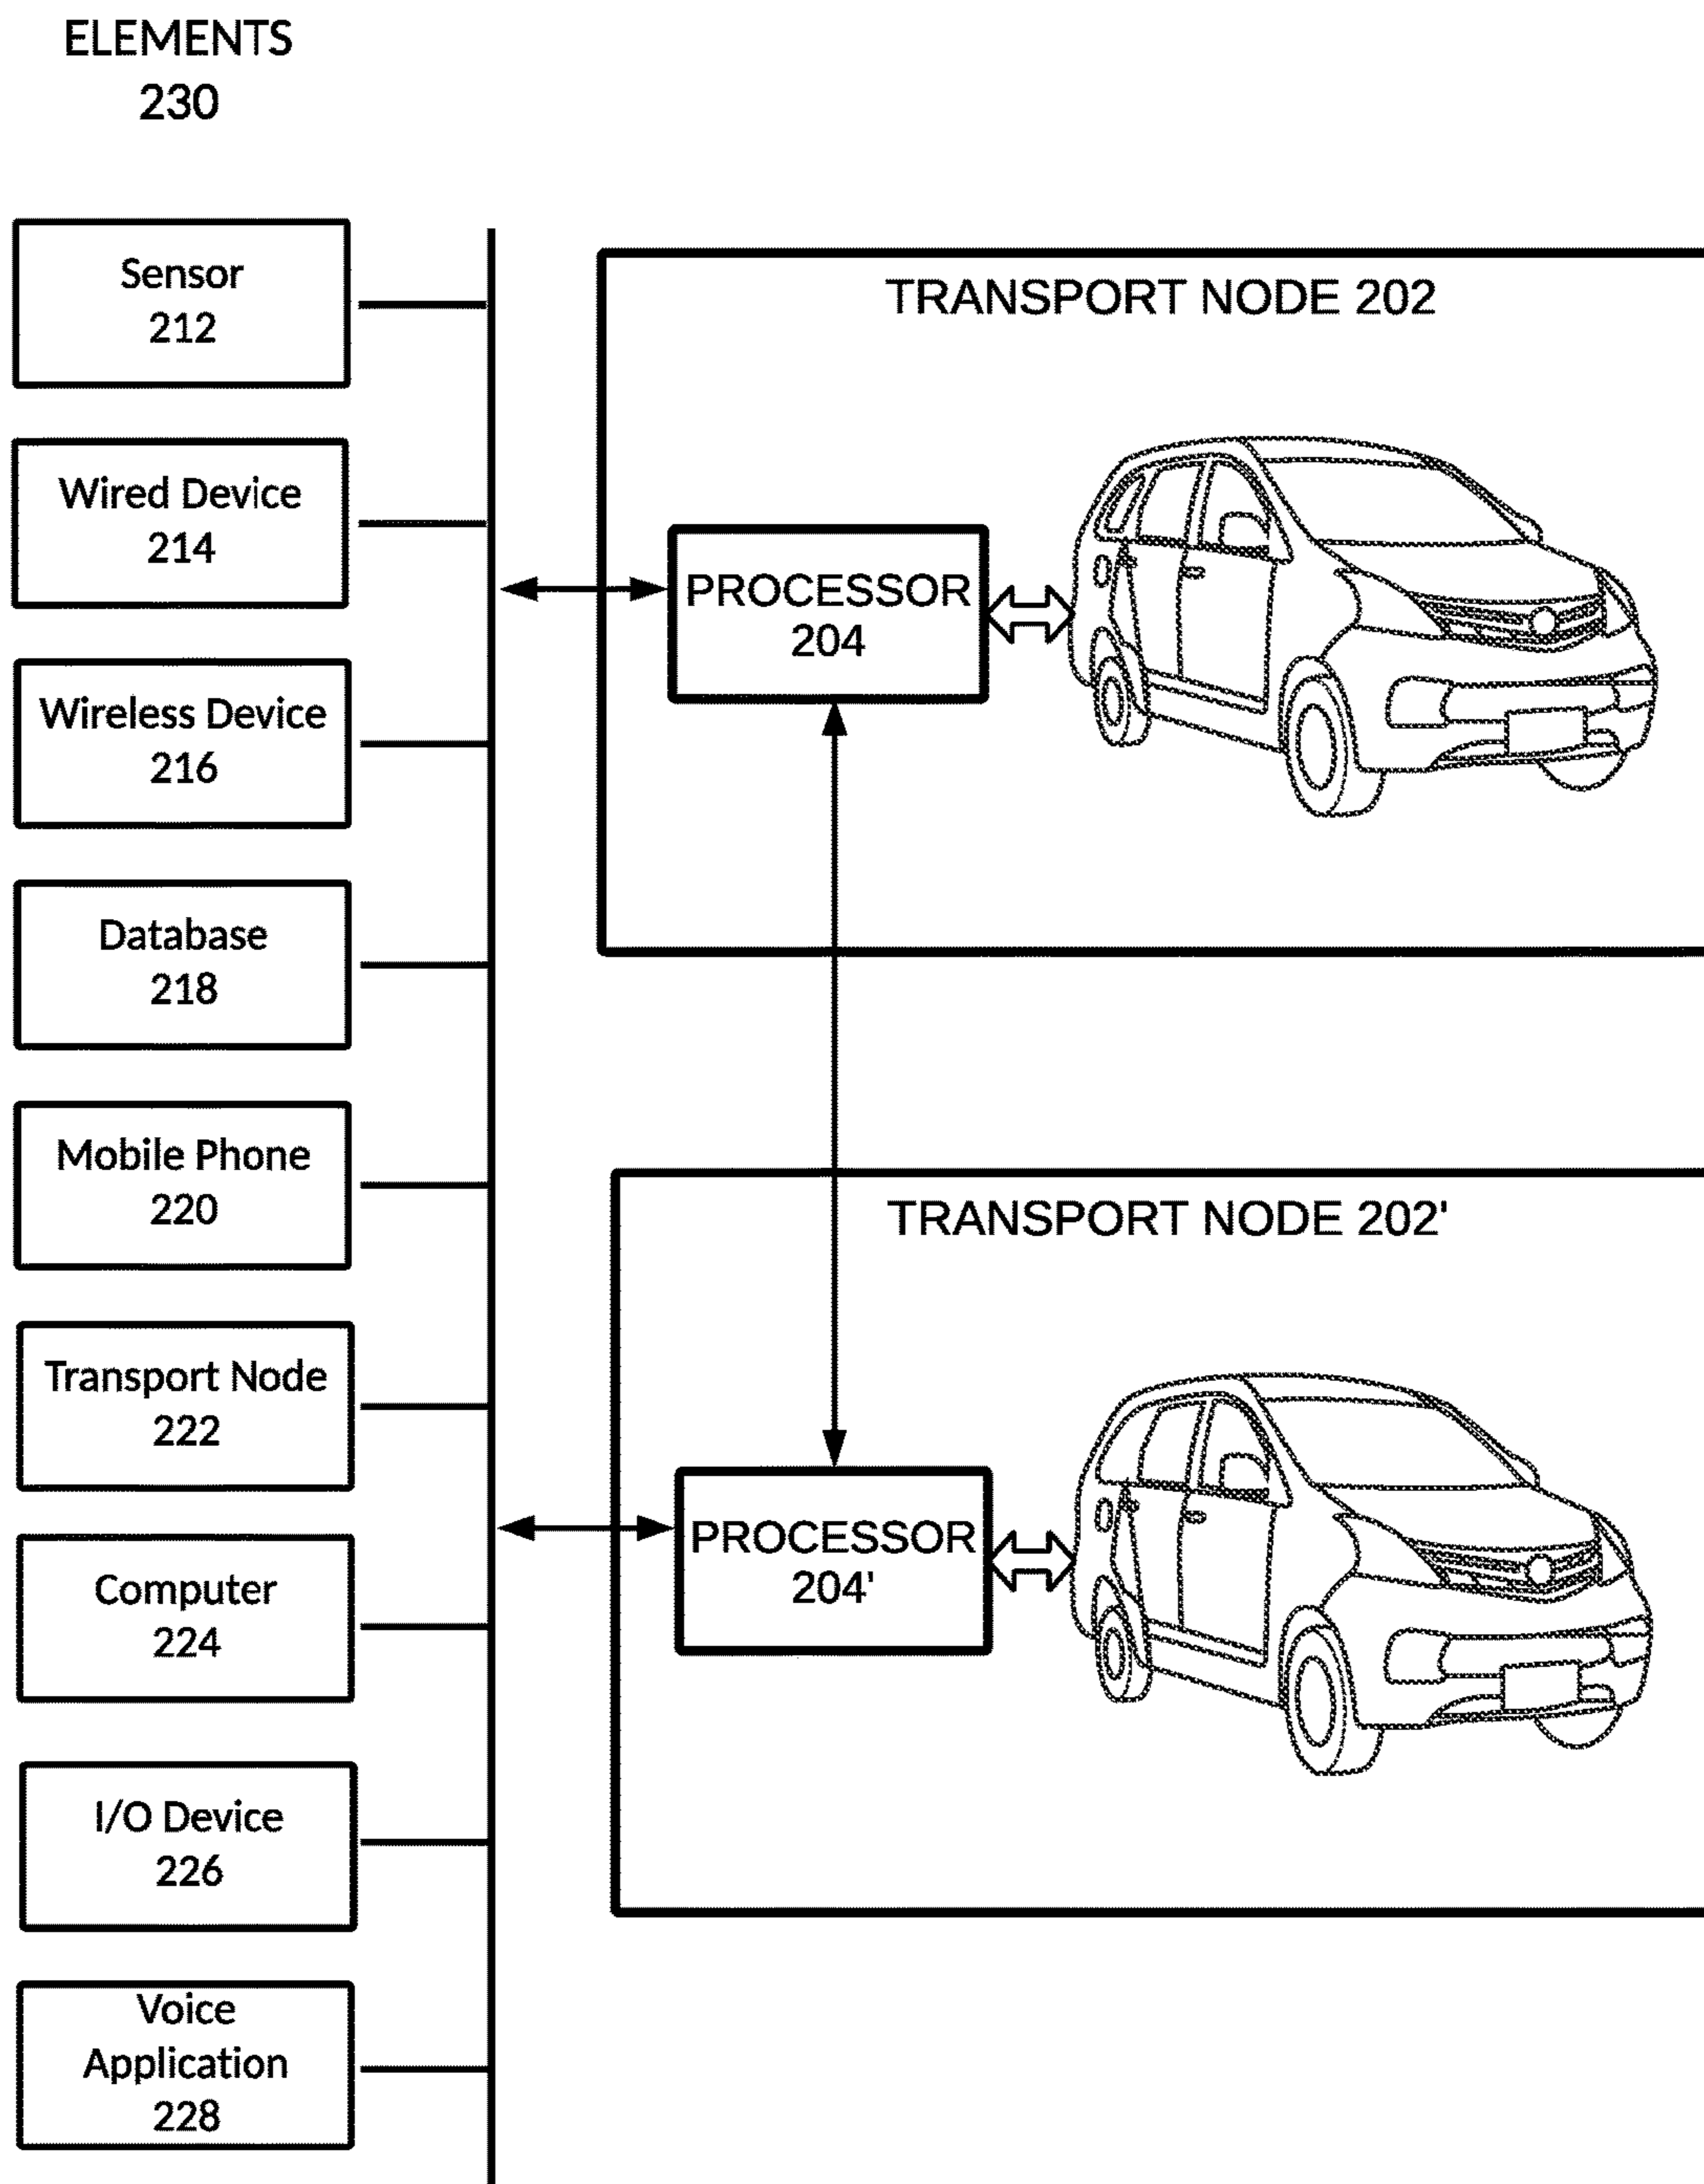 ELEMENTS
230
Sensor
212
Wired Device
214
Wireless Device
216
Database
218
Mobile Phone
220
Transport Node
222
Computer
224
I/O Device
226
Voice
Application
228
TRANSPORT NODE 202
PROCESSOR
204
TRANSPORT NODE 202'
PROCESSOR
204'